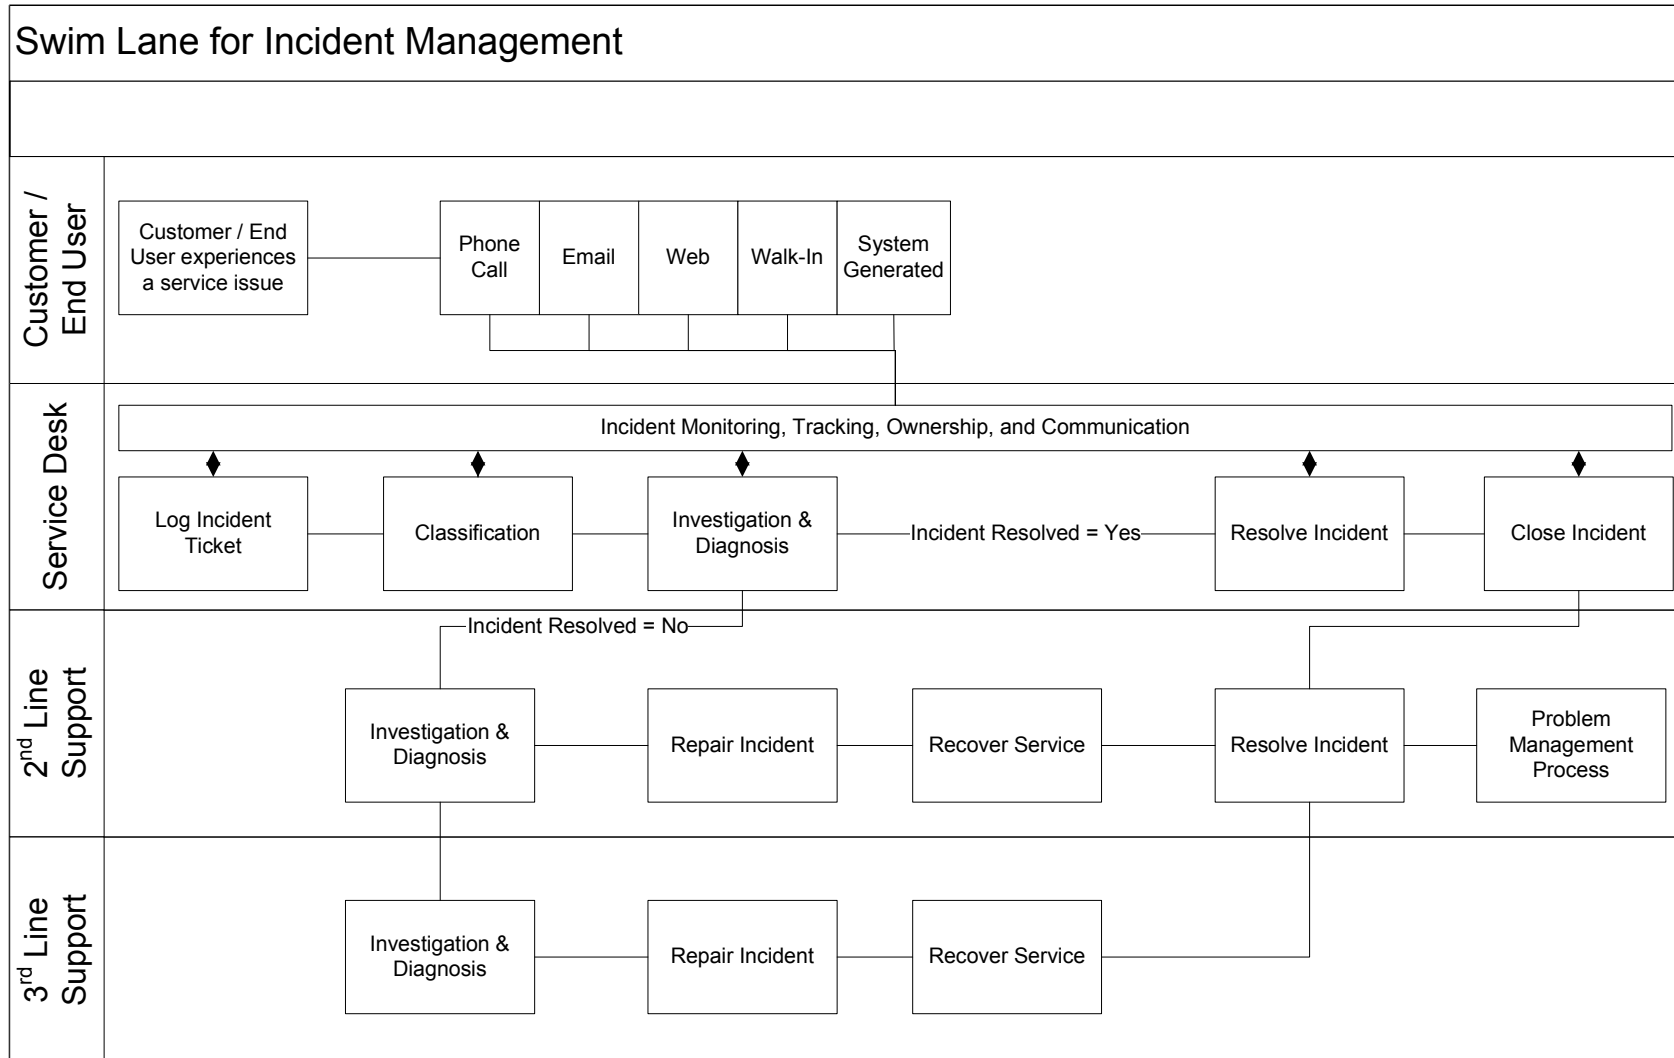 Swim Lane for Incident Management
Customer /
End User
Customer / End
User experiences
a service issue
Phone
Call
Email
Web
Walk-In
System
Generated
Service Desk
Incident Monitoring, Tracking, Ownership, and Communication
Log Incident
Ticket
Classification
Investigation &
Diagnosis
Incident Resolved = Yes
Resolve Incident
Close Incident
2nd Line
Support
Incident Resolved = No
Investigation &
Diagnosis
Repair Incident
Recover Service
Resolve Incident
Problem
Management
Process
3rd Line
Support
Investigation &
Diagnosis
Repair Incident
Recover Service